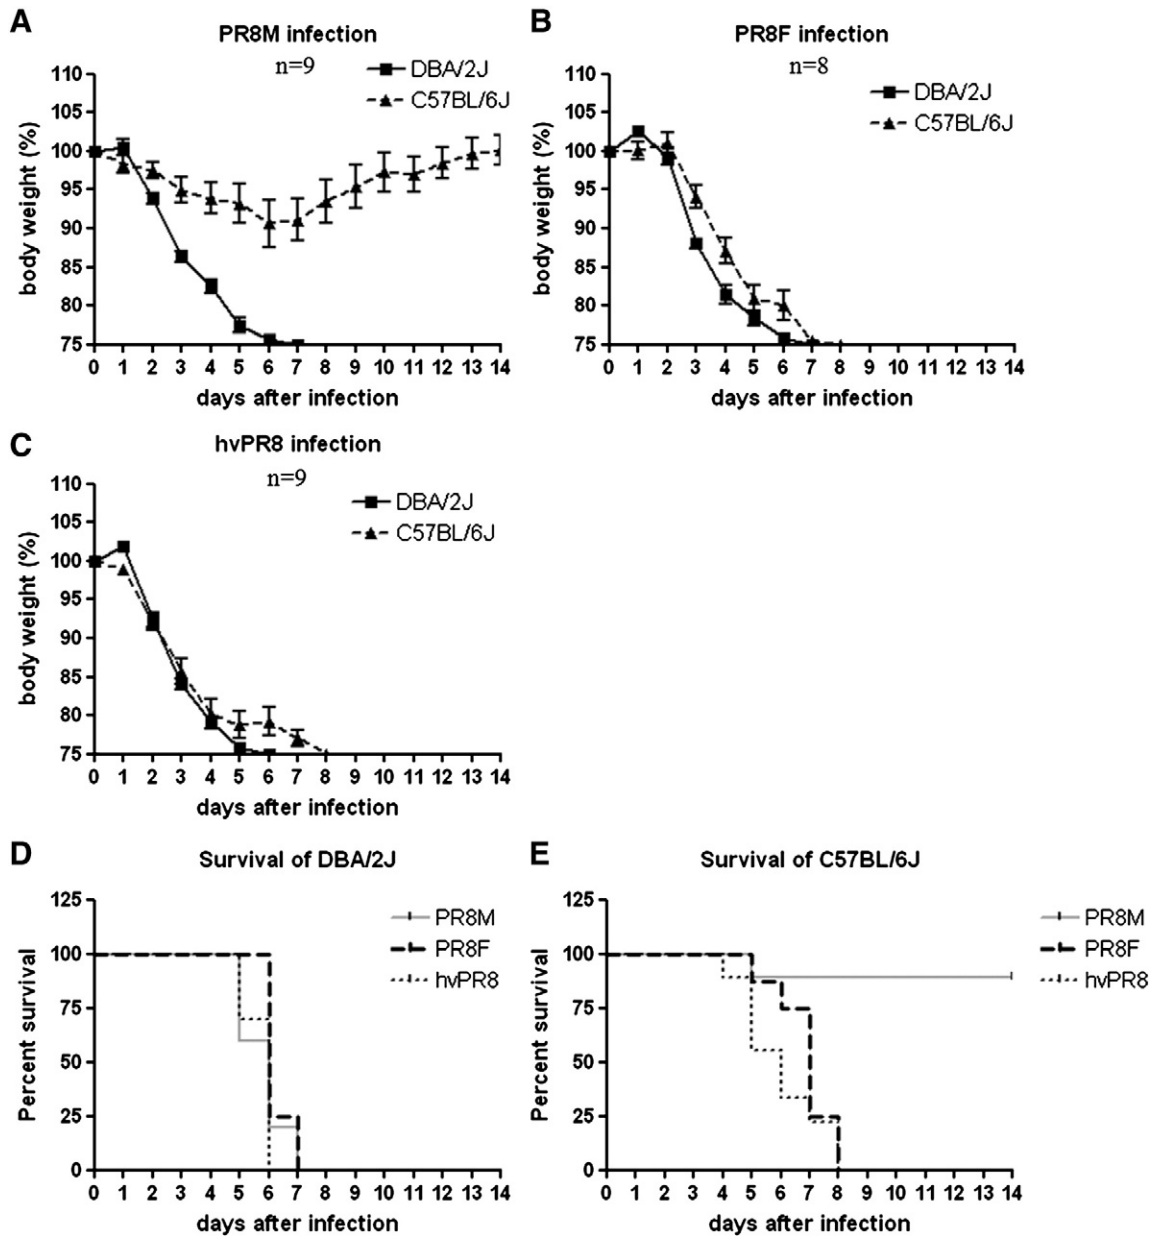 A
PR8M infection
n=9
DBA/2J
C57BL/6J
110
105
100
95
90
85
80
75
body weight (%)
0 1 2 3 4 5 6 7 8 9 10 11 12 13 14
days after infection
B
PR8F infection
n=8
DBA/2J
C57BL/6J
110
105
100
95
90
85
80
75
body weight (%)
0 1 2 3 4 5 6 7 8 9 10 11 12 13 14
days after infection
C
hvPR8 infection
n=9
DBA/2J
C57BL/6J
110
105
100
95
90
85
80
75
body weight (%)
0 1 2 3 4 5 6 7 8 9 10 11 12 13 14
days after infection
D
Survival of DBA/2J
PR8M
PR8F
hvPR8
125
100
75
50
25
0
Percent survival
0 1 2 3 4 5 6 7 8 9 10 11 12 13 14
days after infection
E
Survival of C57BL/6J
PR8M
PR8F
hvPR8
125
100
75
50
25
0
Percent survival
0 1 2 3 4 5 6 7 8 9 10 11 12 13 14
days after infection